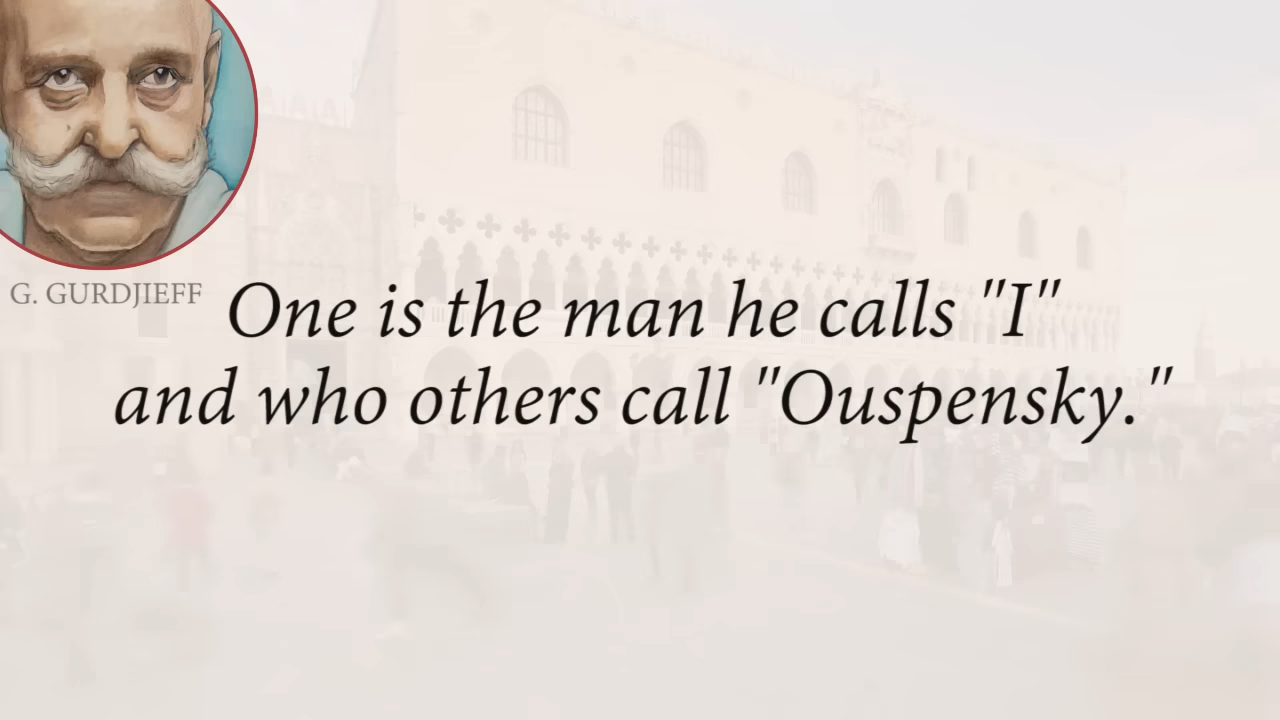 G. GURDJIEFF
One is the man he calls "I"
and who others call "Ouspensky."